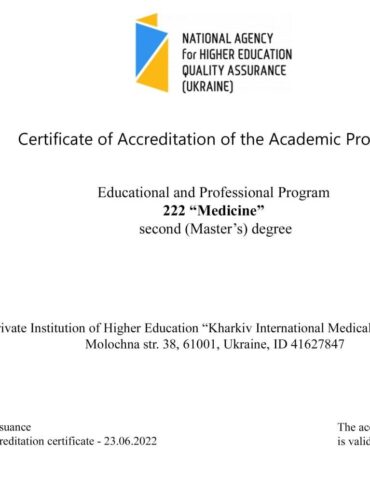 NATIONAL AGENCY
for HIGHER EDUCATION
QUALITY ASSURANCE
(UKRAINE)
Certificate of Accreditation of the Academic Pro
Educational and Professional Program
222 “Medicine”
second (Master’s) degree
rivate Institution of Higher Education “Kharkiv International Medical
Molochna str. 38, 61001, Ukraine, ID 41627847
suance
The acc
reditation certificate - 23.06.2022
is valid